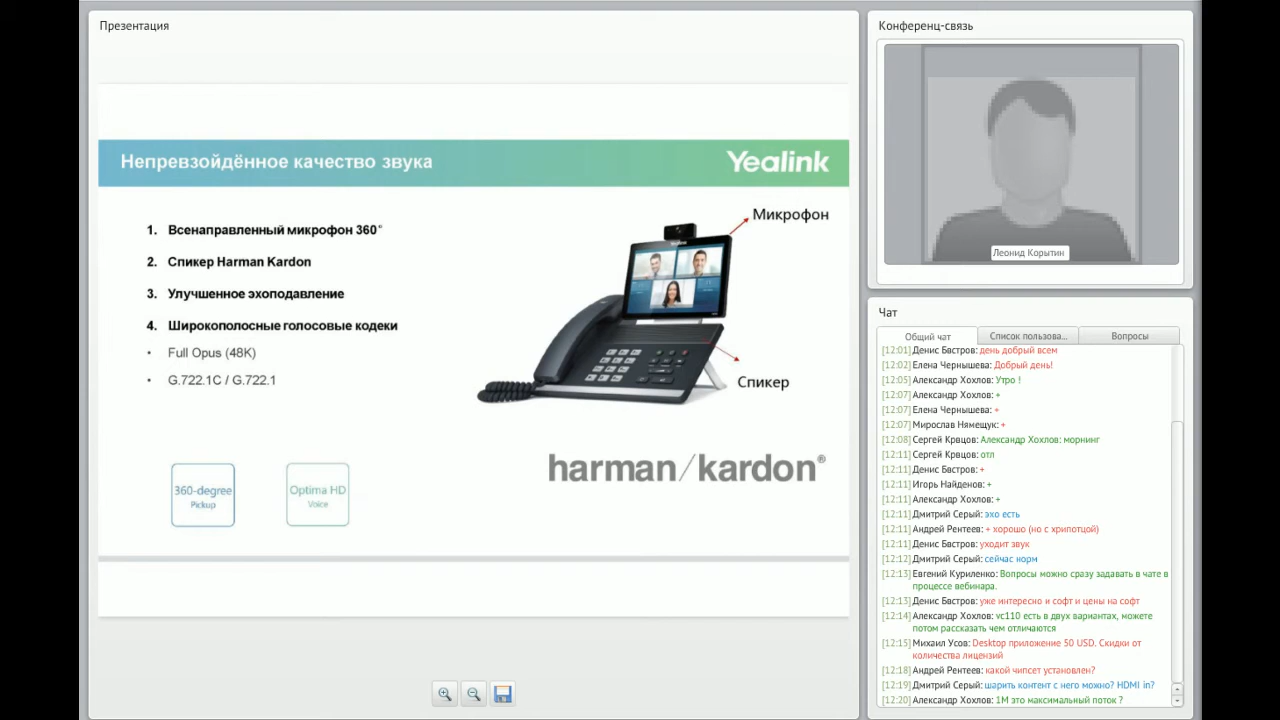 Презентация
Непревзойдённое качество звука
Yealink
1. Всенаправленный микрофон 360°
2. Спикер Harman Kardon
3. Улучшенное эхоподавление
4. Широкополосные голосовые кодеки
• Full Opus (48K)
• G.722.1C / G.722.1
Микрофон
Спикер
360-degree
Pickup
Optima HD
Voice
harman/kardon®
Конференц-связь
Леонид Корытин
Чат
Общий чат
Список пользова...
Вопросы
[12:01] Денис Бвстров: день добрый всем
[12:02] Елена Чернышева: Добрый день!
[12:05] Александр Хохлов: Утро !
[12:07] Александр Хохлов: +
[12:07] Елена Чернышева: +
[12:07] Мирослав Нямещук: +
[12:08] Сергей Крвцов: Александр Хохлов: морнинг
[12:11] Сергей Крвцов: отл
[12:11] Денис Бвстров: +
[12:11] Игорь Найденов: +
[12:11] Александр Хохлов: +
[12:11] Дмитрий Серый: эхо есть
[12:11] Андрей Рентеев: + хорошо (но с хрипотцой)
[12:11] Денис Бвстров: уходит звук
[12:12] Дмитрий Серый: сейчас норм
[12:13] Евгений Куриленко: Вопросы можно сразу задавать в чате в
процессе вебинара.
[12:13] Денис Бвстров: уже интересно и софт и цены на софт
[12:14] Александр Хохлов: vc110 есть в двух вариантах, можете
потом рассказать чем отличаются
[12:15] Михаил Усов: Desktop приложение 50 USD. Скидки от
количества лицензий
[12:18] Андрей Рентеев: какой чипсет установлен?
[12:19] Дмитрий Серый: шарить контент с него можно? HDMI in?
[12:20] Александр Хохлов: 1М это максимальный поток ?